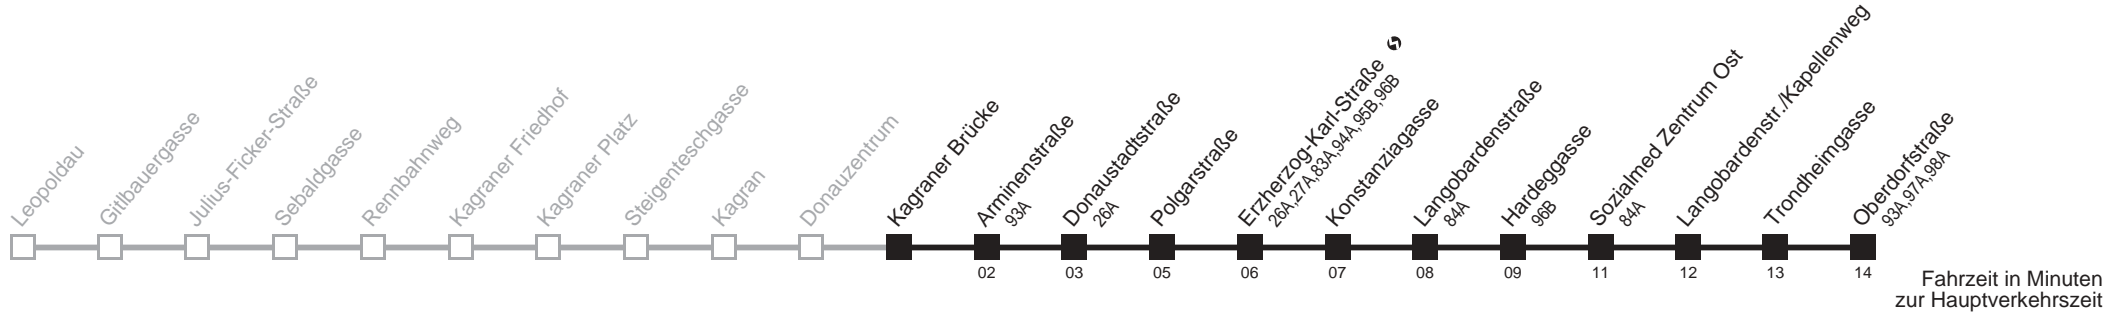 Leopoldau
Gitlbauergasse
Julius-Ficker-Straße
Sebaldgasse
Rennbahnweg
Kagraner Friedhof
Kagraner Platz
Steigenteschgasse
Kagran
Donauzentrum
Kagraner Brücke
Arminenstraße
93A
Donaustadtstraße
26A
Polgarstraße
Erzherzog-Karl-Straße
26A,27A,83A,94A,95B,96B
Konstanziagasse
Langobardenstraße
84A
Hardeggasse
96B
Sozialmed Zentrum Ost
84A
Langobardenstr./Kapellenweg
Trondheimgasse
Oberdorfstraße
93A,97A,98A
02 03 05 06 07 08 09 11 12 13 14
Fahrzeit in Minuten
zur Hauptverkehrszeit